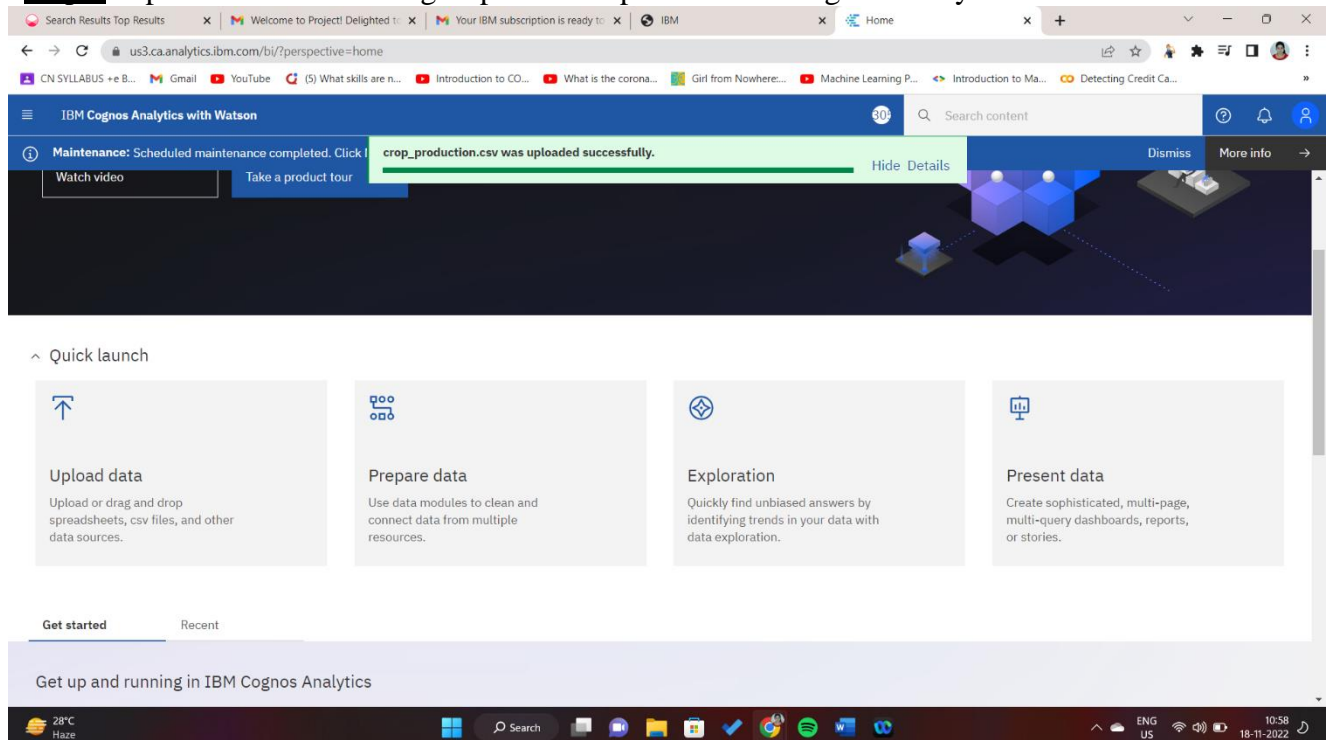 Search Results Top Results
Welcome to Project! Delighted to
Your IBM subscription is ready to
IBM
Home
us3.ca.analytics.ibm.com/bi/?perspective=home
CN SYLLABUS +e B...
Gmail
YouTube
(5) What skills are n...
Introduction to CO...
What is the corona...
Girl from Nowhere:...
Machine Learning P...
Introduction to Ma...
Detecting Credit Ca...
»
IBM Cognos Analytics with Watson
Search content
Maintenance: Scheduled maintenance completed. Click
crop_production.csv was uploaded successfully.
Hide Details
Dismiss
More info
Watch video
Take a product tour
Quick launch
Upload data
Upload or drag and drop
spreadsheets, csv files, and other
data sources.
Prepare data
Use data modules to clean and
connect data from multiple
resources.
Exploration
Quickly find unbiased answers by
identifying trends in your data with
data exploration.
Present data
Create sophisticated, multi-page,
multi-query dashboards, reports,
or stories.
Get started
Recent
Get up and running in IBM Cognos Analytics
28°C
Haze
Search
ENG
US
10:58
18-11-2022